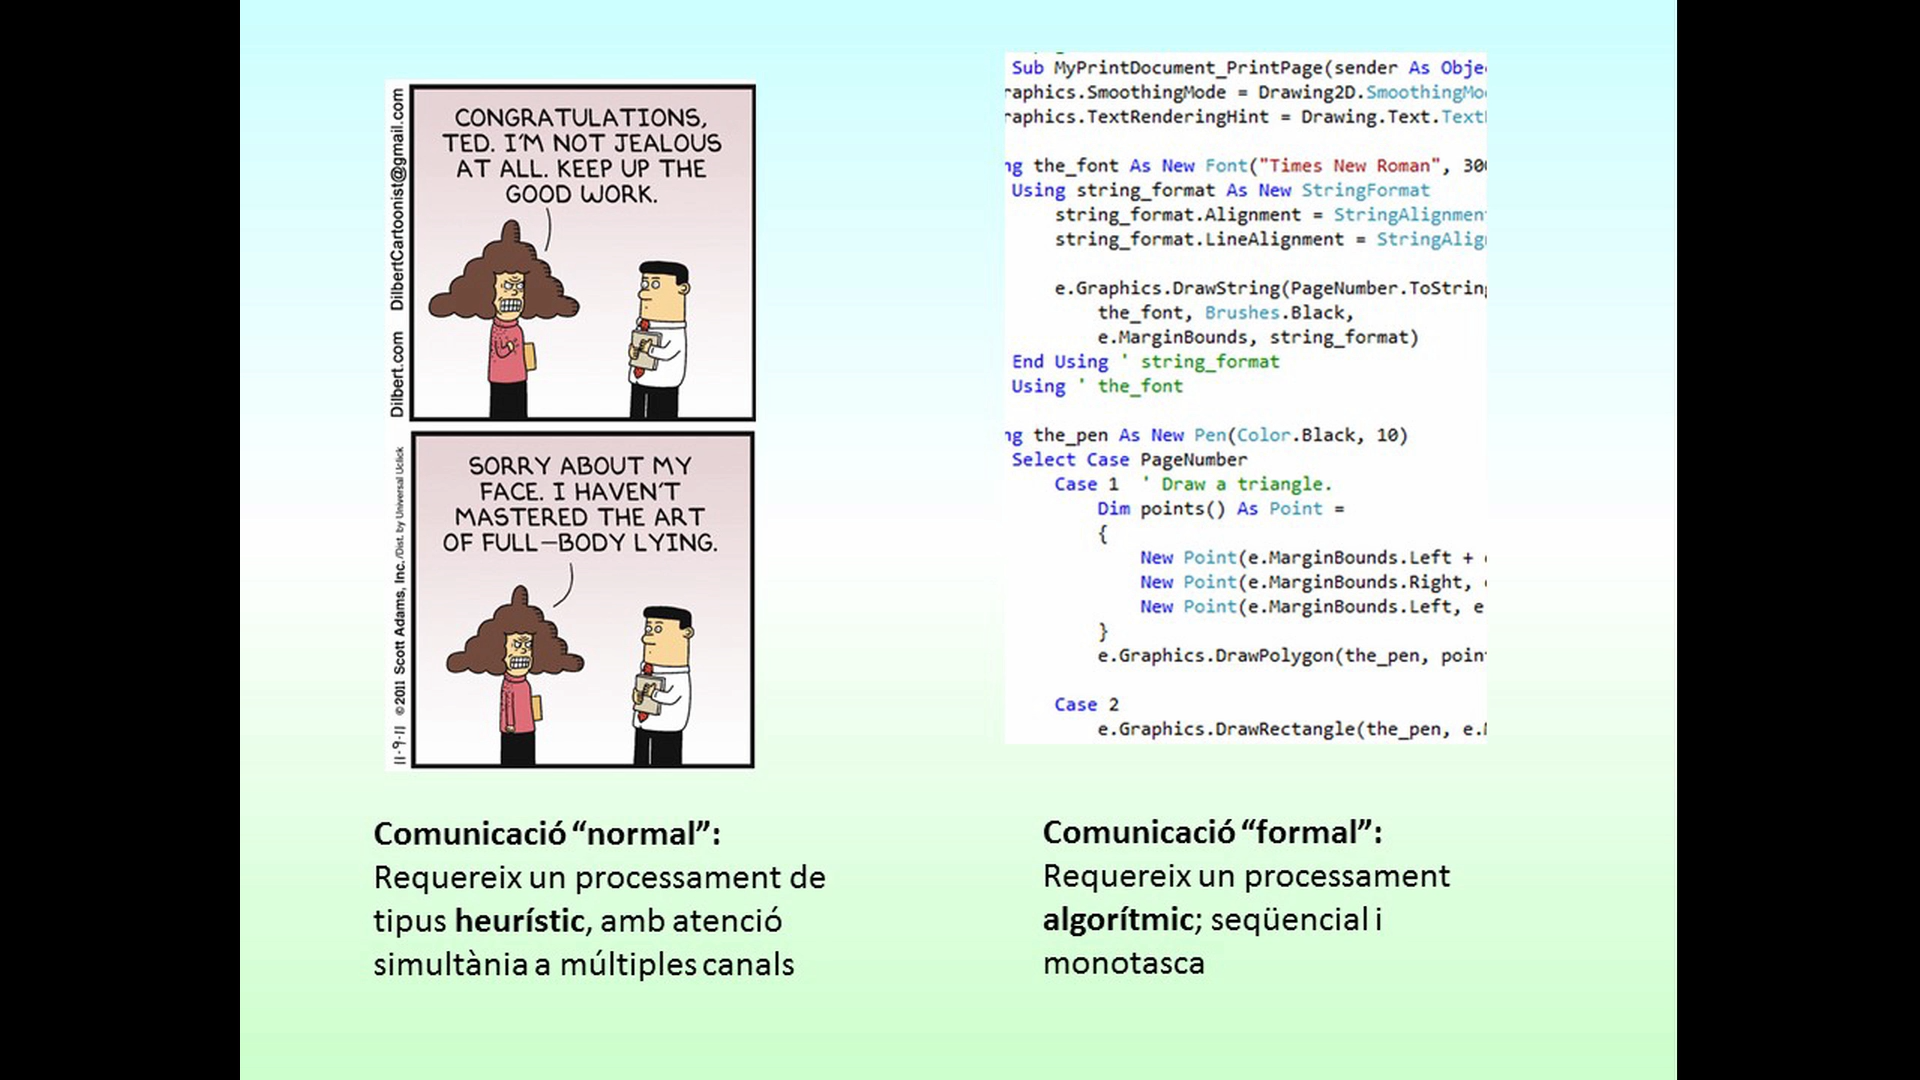 DilbertCartoonist@gmail.com
Dilbert.com
CONGRATULATIONS,
TED. I'M NOT JEALOUS
AT ALL. KEEP UP THE
GOOD WORK.
11-9-11 ©2011 Scott Adams, Inc./Dist. by Universal Uclick
SORRY ABOUT MY
FACE. I HAVEN'T
MASTERED THE ART
OF FULL-BODY LYING.
Comunicació “normal”:
Requereix un processament de
tipus heurístic, amb atenció
simultània a múltiples canals
Sub MyPrintDocument_PrintPage(sender As Obje
raphics.SmoothingMode = Drawing2D.SmoothingMo
raphics.TextRenderingHint = Drawing.Text.Text
ng the_font As New Font("Times New Roman", 300
Using string_format As New StringFormat
string_format.Alignment = StringAlignment
string_format.LineAlignment = StringAlig
e.Graphics.DrawString(PageNumber.ToString
the_font, Brushes.Black,
e.MarginBounds, string_format)
End Using ' string_format
Using ' the_font
ng the_pen As New Pen(Color.Black, 10)
Select Case PageNumber
Case 1 ' Draw a triangle.
Dim points() As Point =
{
New Point(e.MarginBounds.Left +
New Point(e.MarginBounds.Right,
New Point(e.MarginBounds.Left, e
}
e.Graphics.DrawPolygon(the_pen, poin
Case 2
e.Graphics.DrawRectangle(the_pen, e.
Comunicació “formal”:
Requereix un processament
algorítmic; seqüencial i
monotasca